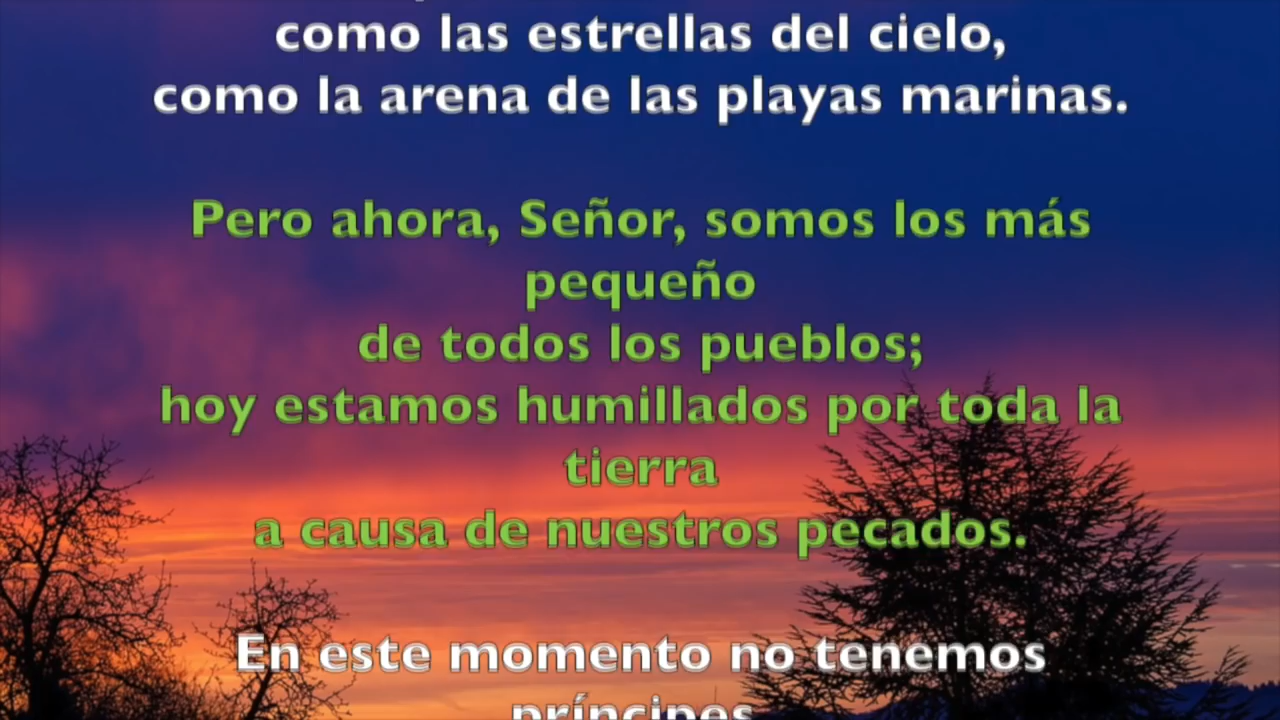 como las estrellas del cielo,
como la arena de las playas marinas.
Pero ahora, Señor, somos los más
pequeño
de todos los pueblos;
hoy estamos humillados por toda la
tierra
a causa de nuestros pecados.
En este momento no tenemos
príncipes